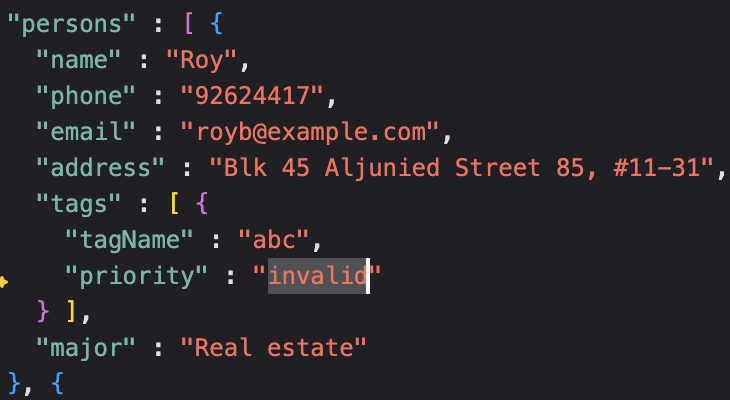 "persons" : [ {
"name" : "Roy",
"phone" : "92624417",
"email" : "royb@example.com",
"address" : "Blk 45 Aljunied Street 85, #11-31",
"tags" : [ {
"tagName" : "abc",
"priority" : "invalid"
} ],
"major" : "Real estate"
}, {